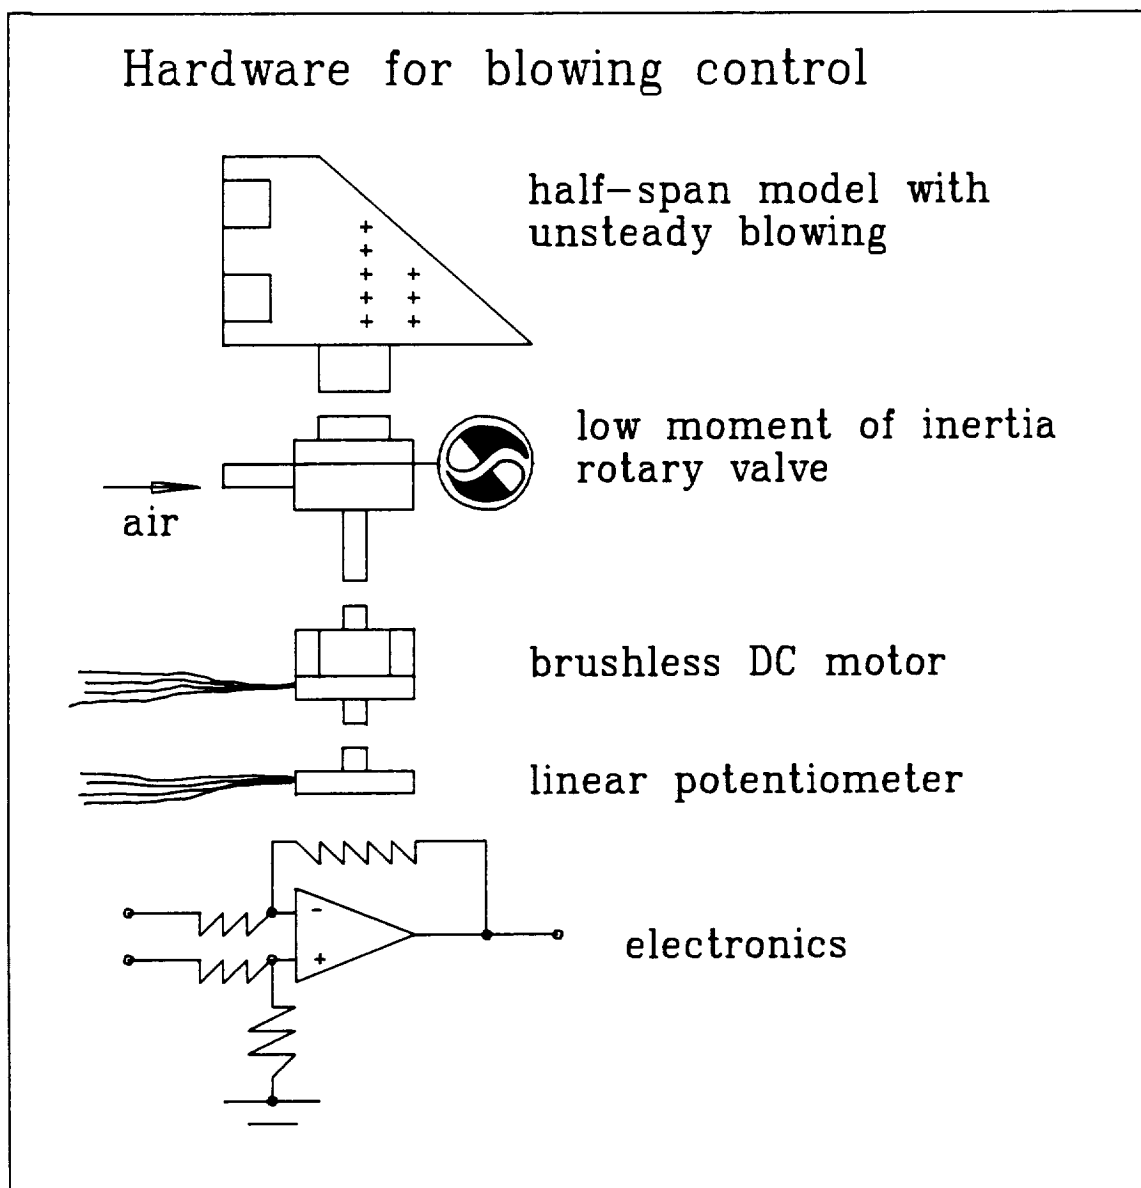 Hardware for blowing control
half-span model with
unsteady blowing
low moment of inertia
rotary valve
air
brushless DC motor
linear potentiometer
-
+
electronics